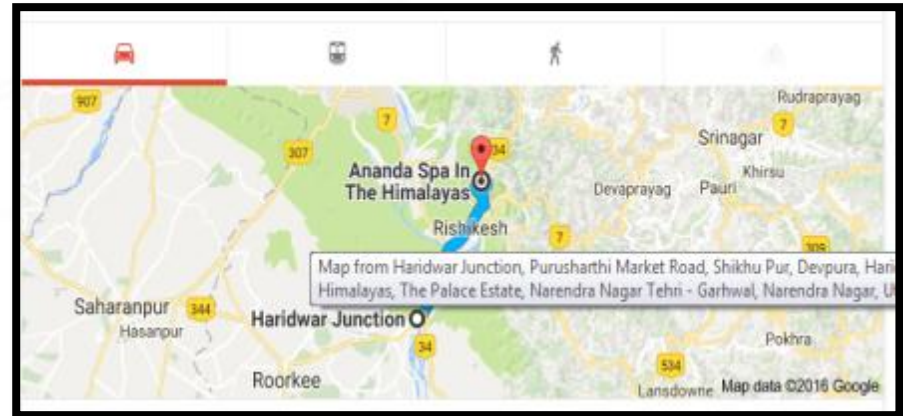 907
Rudraprayag
7
7
Srinagar
307
34
Ananda Spa In
The Himalayas
Khirsu
Devaprayag
Pauri
Rishikesh
7
309
Map from Haridwar Junction, Purusharthi Market Road, Shikhu Pur, Devpura, Hari
Himalayas, The Palace Estate, Narendra Nagar Tehri - Garhwal, Narendra Nagar, U
Saharanpur
344
Hasanpur
Haridwar Junction
34
Pokhra
534
Roorkee
Lansdowne
Map data ©2016 Google